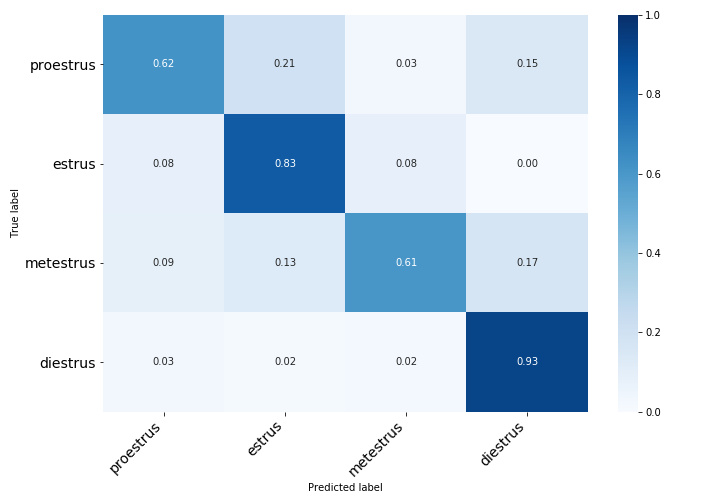 proestrus 0.62 0.21 0.03 0.15
estrus 0.08 0.83 0.08 0.00
metestrus 0.09 0.13 0.61 0.17
diestrus 0.03 0.02 0.02 0.93
proestrus estrus metestrus diestrus
Predicted label
True label
1.0
0.8
0.6
0.4
0.2
0.0